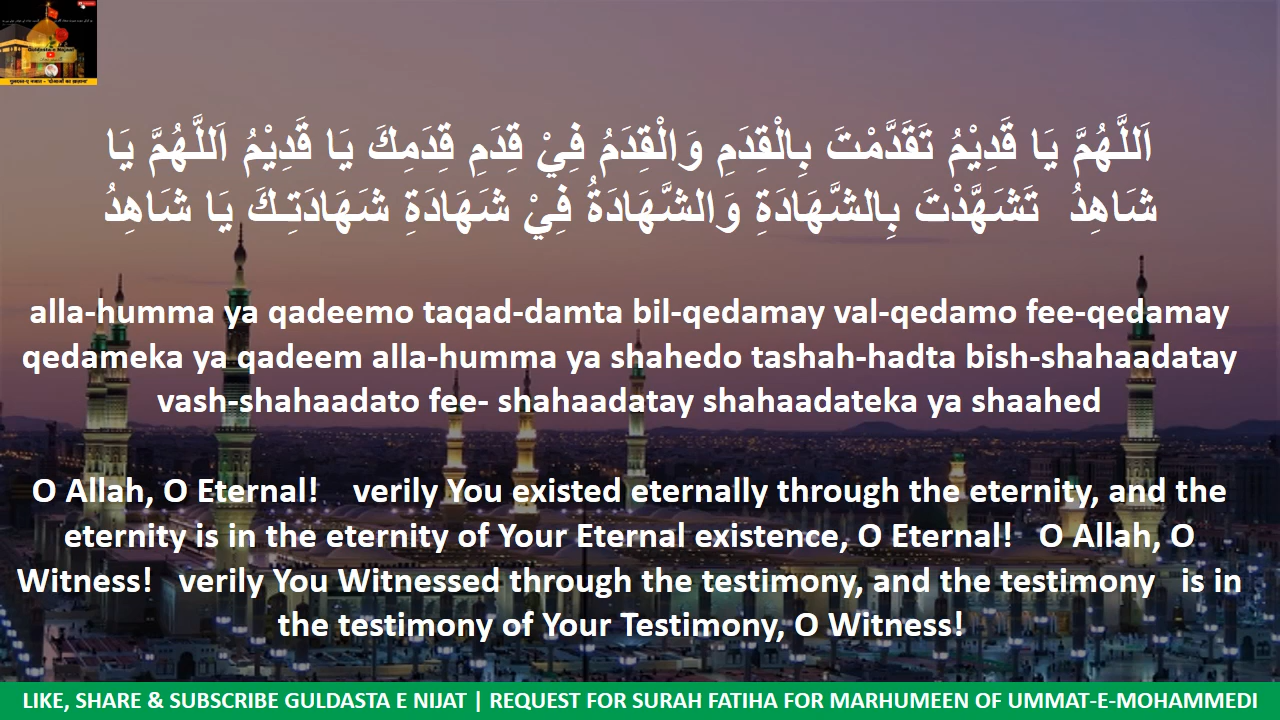 Guldasta-e-Nijaat
اَللَّهُمَّ يَا قَدِيْمُ تَقَدَّمْتَ بِالْقِدَمِ وَالْقِدَمُ فِيْ قِدَمِ قِدَمِكَ يَا قَدِيْمُ اَللَّهُمَّ يَا
شَاهِدُ تَشَهَّدْتَ بِالشَّهَادَةِ وَالشَّهَادَةُ فِيْ شَهَادَةِ شَهَادَتِـكَ يَا شَاهِدُ
alla-humma ya qadeemo taqad-damta bil-qedamay val-qedamo fee-qedamay
qedameka ya qadeem alla-humma ya shahedo tashah-hadta bish-shahaadatay
vash-shahaadato fee- shahaadatay shahaadateka ya shaahed
O Allah, O Eternal! verily You existed eternally through the eternity, and the
eternity is in the eternity of Your Eternal existence, O Eternal! O Allah, O
Witness! verily You Witnessed through the testimony, and the testimony is in
the testimony of Your Testimony, O Witness!
LIKE, SHARE & SUBSCRIBE GULDASTA E NIJAT | REQUEST FOR SURAH FATIHA FOR MARHUMEEN OF UMMAT-E-MOHAMMEDI